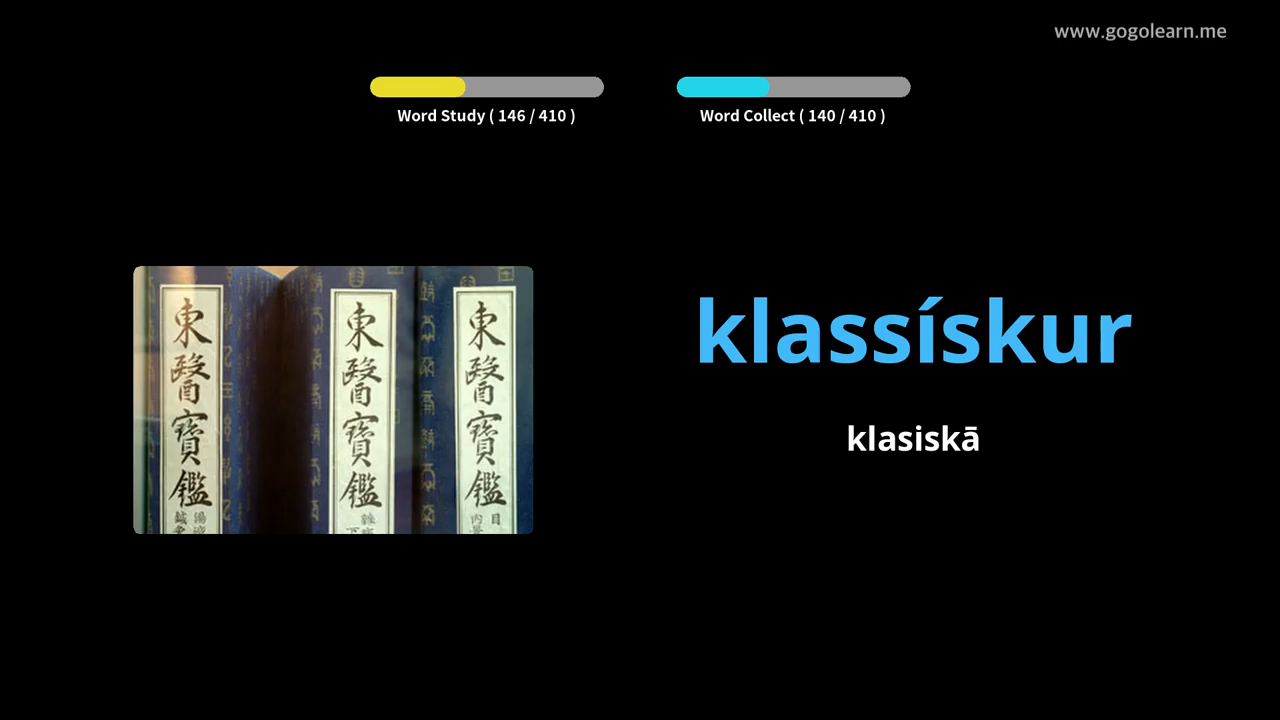 www.gogolearn.me
Word Study ( 146 / 410 )
Word Collect ( 140 / 410 )
東醫寶鑑
東醫寶鑑
東醫寶鑑
klassískur
klasiskā